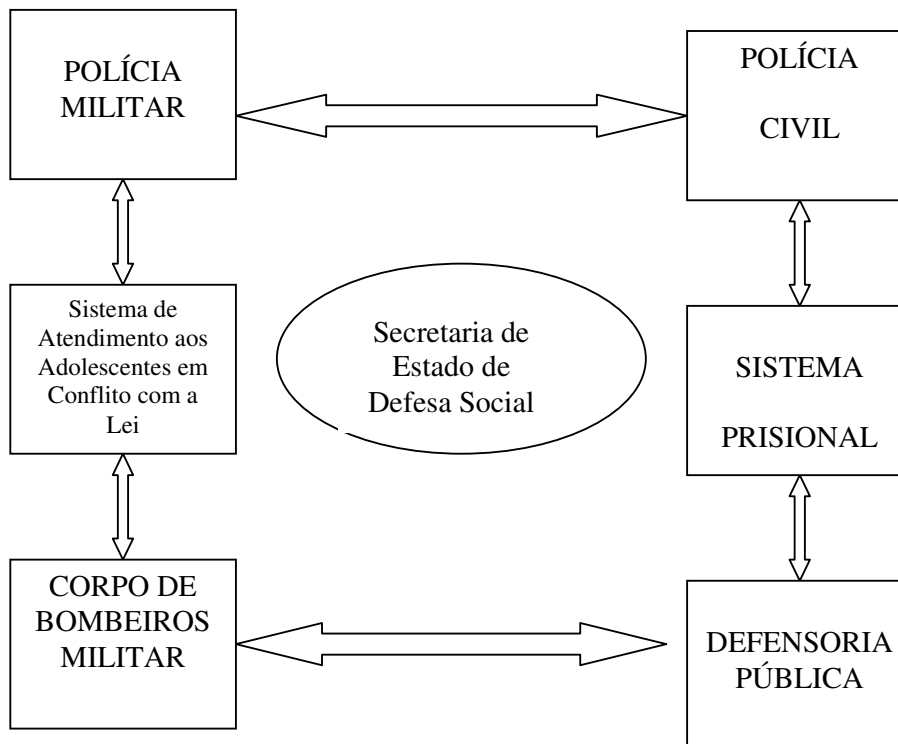 POLÍCIA
MILITAR
POLÍCIA
CIVIL
Sistema de
Atendimento aos
Adolescentes em
Conflito com a
Lei
Secretaria de
Estado de
Defesa Social
SISTEMA
PRISIONAL
CORPO DE
BOMBEIROS
MILITAR
DEFENSORIA
PÚBLICA